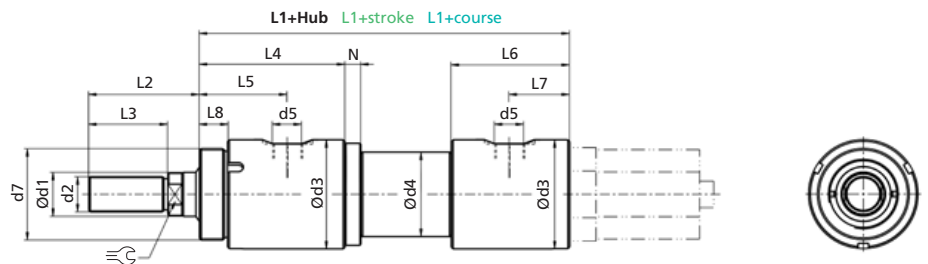 L1+Hub L1+stroke L1+course
L4 N L6
L2 L5 L7
L3 L8 d5 d5
d7 Ød1 d2 Ød3 Ød4 Ød3